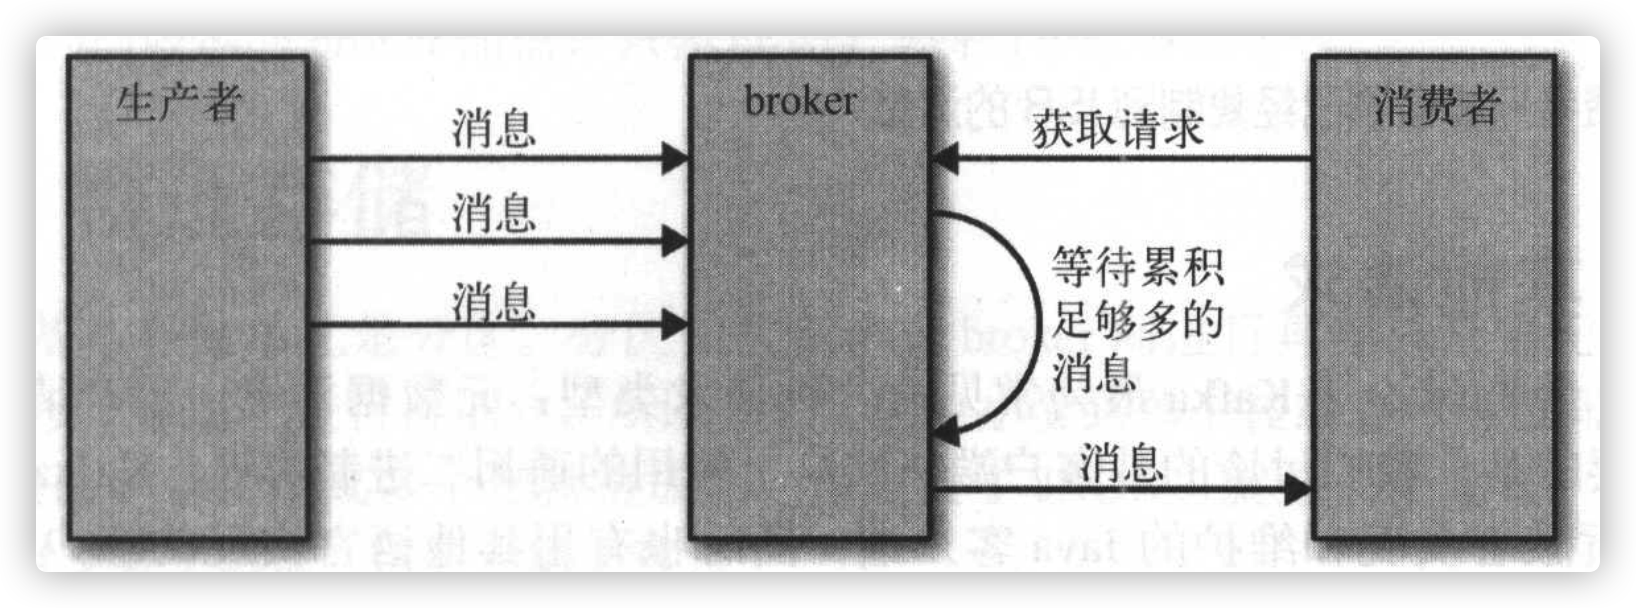 生产者
broker
消费者
消息
获取请求
消息
等待累积
足够多的
消息
消息
消息